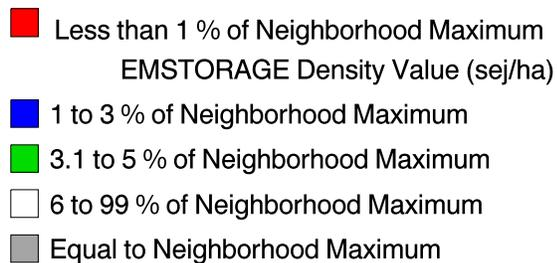 Less than 1 % of Neighborhood Maximum
EMSTORAGE Density Value (sej/ha)
1 to 3 % of Neighborhood Maximum
3.1 to 5 % of Neighborhood Maximum
6 to 99 % of Neighborhood Maximum
Equal to Neighborhood Maximum